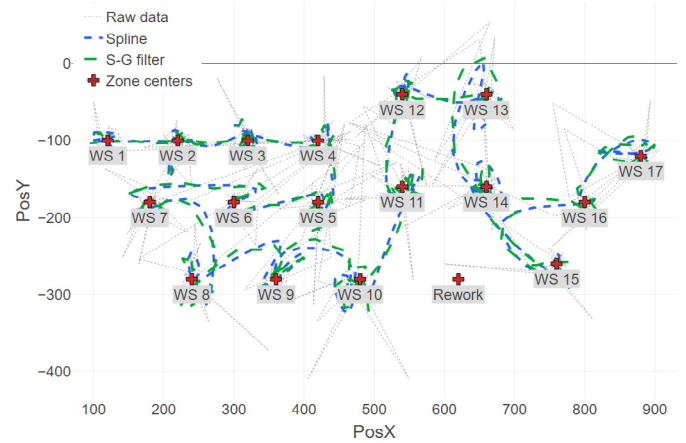 Raw data
Spline
S-G filter
Zone centers
0
−100
−200
−300
−400
PosY
WS 12
WS 13
WS 1
WS 2
WS 3
WS 4
WS 17
WS 7
WS 6
WS 5
WS 11
WS 14
WS 16
WS 8
WS 9
WS 10
Rework
WS 15
100 200 300 400 500 600 700 800 900
PosX